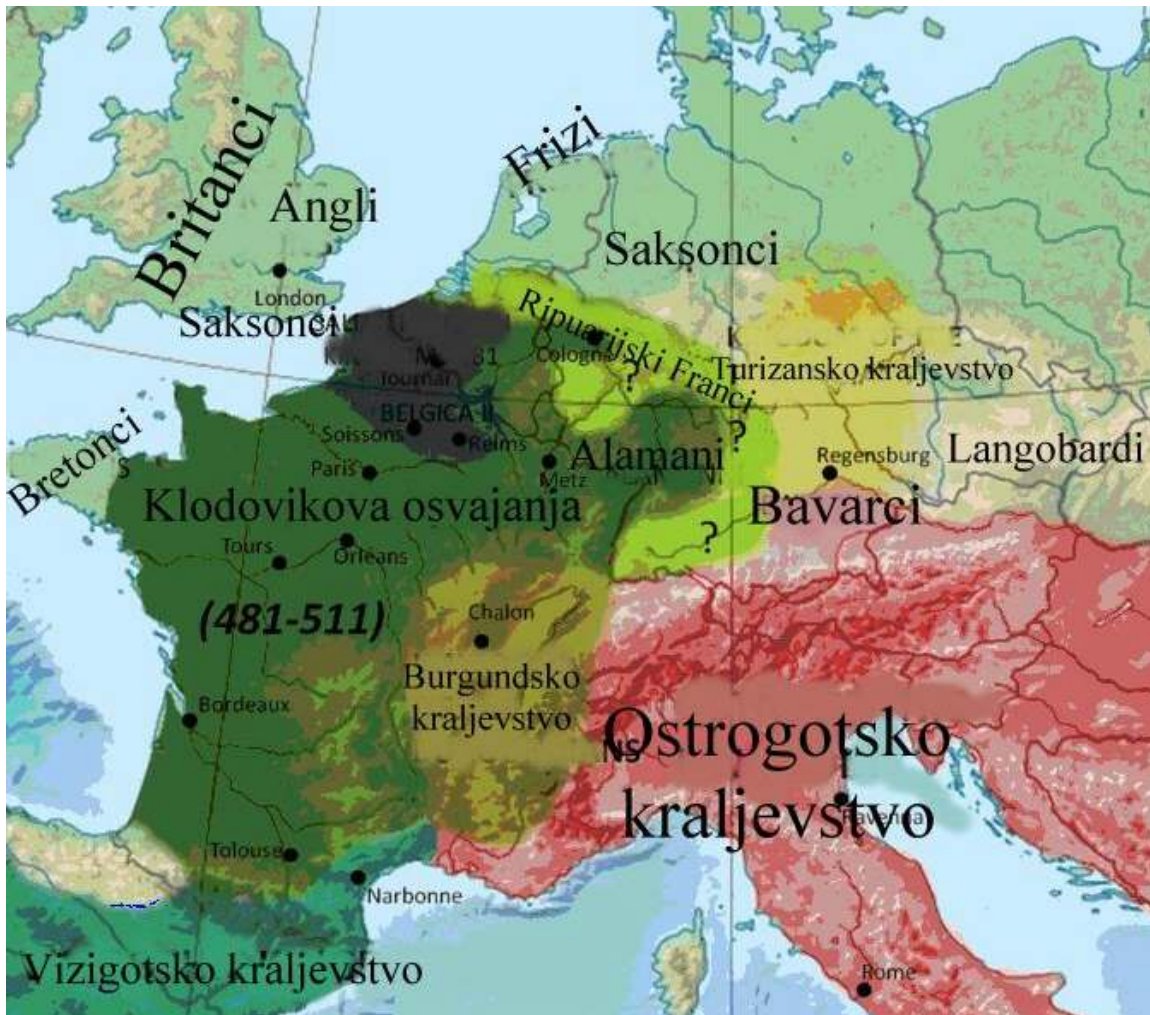 Britanci
Angli
Frizi
Saksonci
London
Saksonci
Ripuarijski Franci
Cologne
?
Turizansko kraljevstvo
Tournai
BELGICA II
Soissons
Reims
Bretonci
Paris
Metz
Alamani
?
Regensburg
Langobardi
Klodovikova osvajanja
Bavarci
Tours
Orleans
?
(481-511)
Chalon
Burgundsko
kraljevstvo
Bordeaux
Ostrogotsko
kraljevstvo
Ravenna
Tolouse
Narbonne
Vizigotsko kraljevstvo
Rome